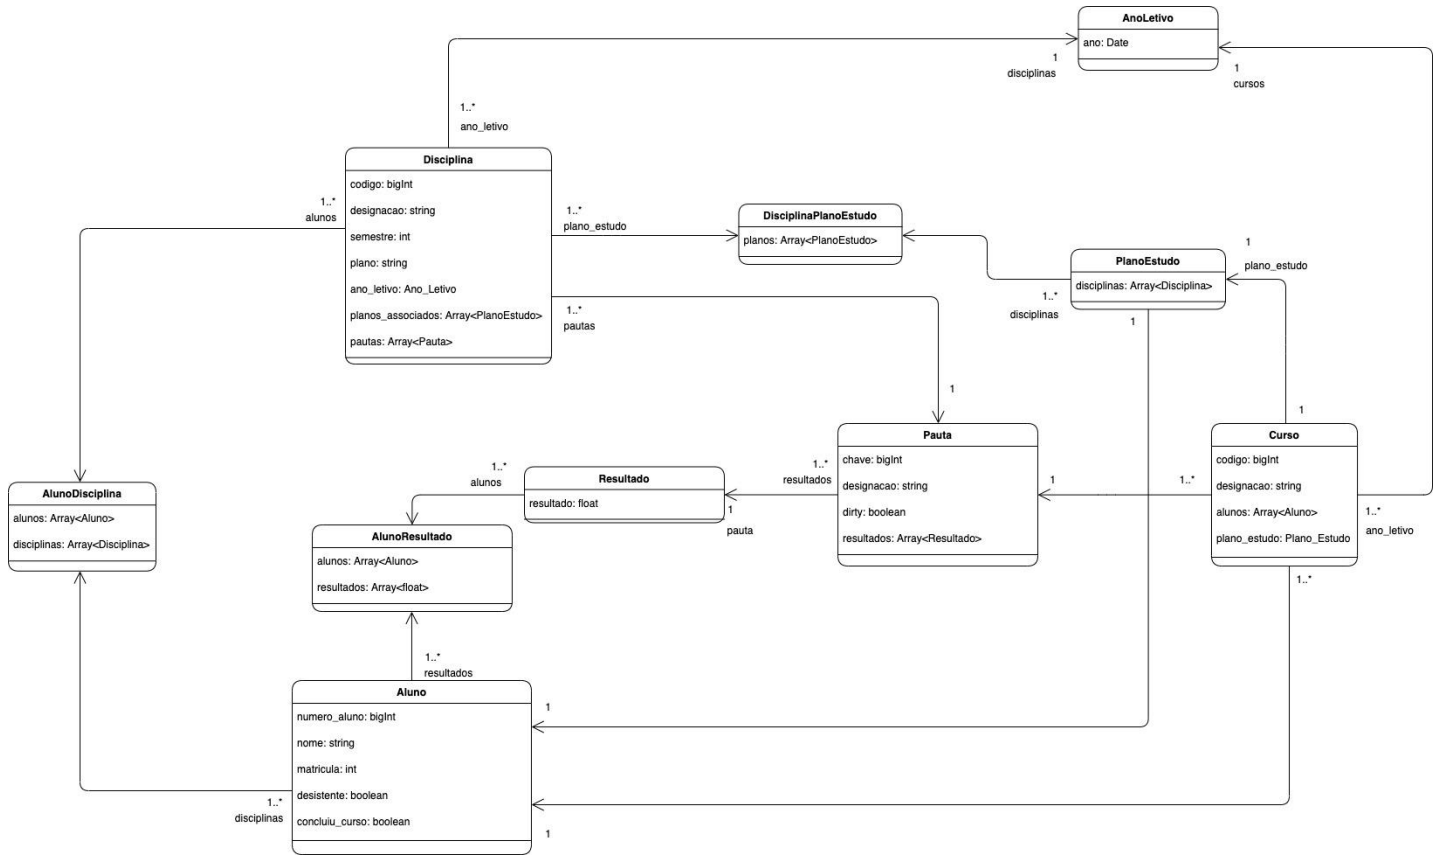 AnoLetivo
ano: Date
1
disciplinas
1
cursos
1..*
ano_letivo
Disciplina
codigo: bigInt
designacao: string
semestre: int
plano: string
ano_letivo: Ano_Letivo
planos_associados: Array<PlanoEstudo>
pautas: Array<Pauta>
1..*
alunos
1..*
plano_estudo
DisciplinaPlanoEstudo
planos: Array<PlanoEstudo>
PlanoEstudo
disciplinas: Array<Disciplina>
1
plano_estudo
1..*
disciplinas
1..*
pautas
1
1
1
Pauta
chave: bigInt
designacao: string
dirty: boolean
resultados: Array<Resultado>
Curso
codigo: bigInt
designacao: string
alunos: Array<Aluno>
plano_estudo: Plano_Estudo
1..*
alunos
Resultado
resultado: float
1..*
resultados
1
pauta
1
1..*
1..*
ano_letivo
AlunoDisciplina
alunos: Array<Aluno>
disciplinas: Array<Disciplina>
AlunoResultado
alunos: Array<Aluno>
resultados: Array<float>
1..*
1..*
resultados
Aluno
numero_aluno: bigInt
nome: string
matricula: int
desistente: boolean
concluiu_curso: boolean
1
1..*
disciplinas
1